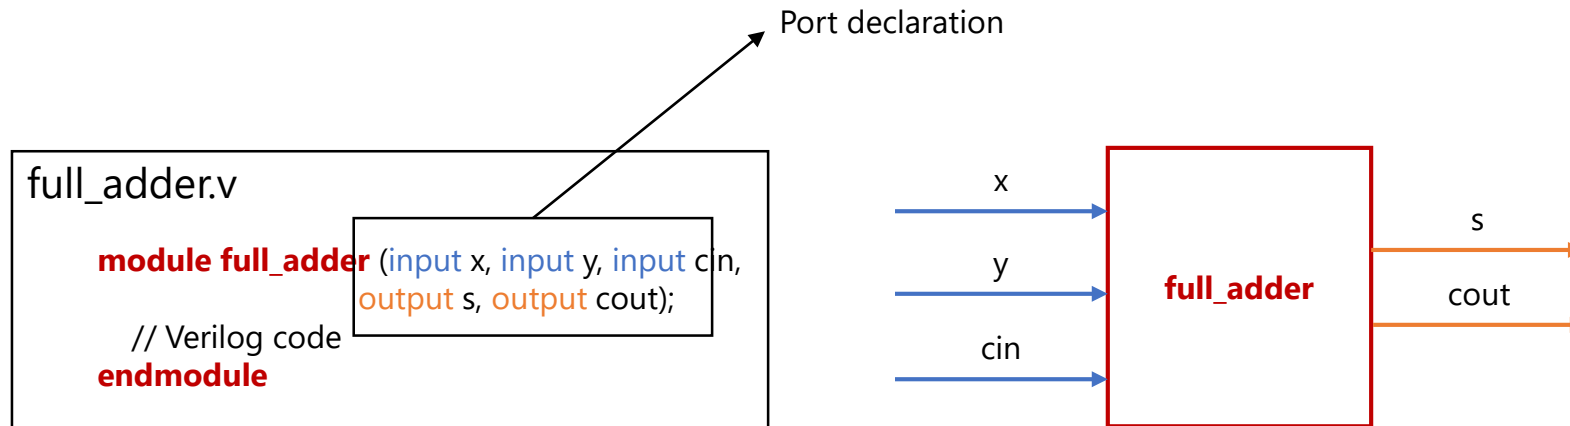 Port declaration
full_adder.v
module full_adder (input x, input y, input cin,
output s, output cout);
// Verilog code
endmodule
x
y
cin
full_adder
s
cout